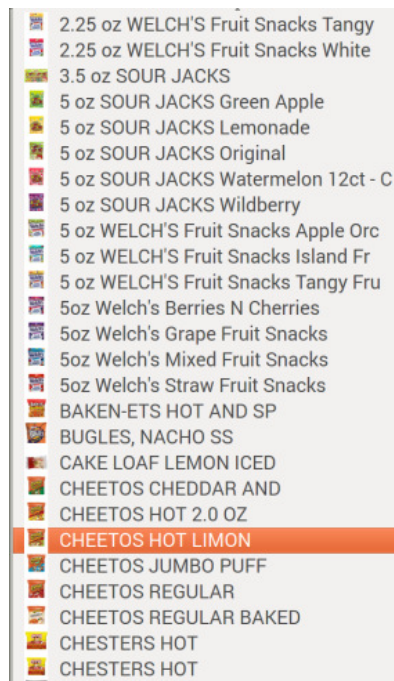 2.25 oz WELCH'S Fruit Snacks Tangy
2.25 oz WELCH'S Fruit Snacks White
3.5 oz SOUR JACKS
5 oz SOUR JACKS Green Apple
5 oz SOUR JACKS Lemonade
5 oz SOUR JACKS Original
5 oz SOUR JACKS Watermelon 12ct - C
5 oz SOUR JACKS Wildberry
5 oz WELCH'S Fruit Snacks Apple Orc
5 oz WELCH'S Fruit Snacks Island Fr
5 oz WELCH'S Fruit Snacks Tangy Fru
5oz Welch's Berries N Cherries
5oz Welch's Grape Fruit Snacks
5oz Welch's Mixed Fruit Snacks
5oz Welch's Straw Fruit Snacks
BAKEN-ETS HOT AND SP
BUGLES, NACHO SS
CAKE LOAF LEMON ICED
CHEETOS CHEDDAR AND
CHEETOS HOT 2.0 OZ
CHEETOS HOT LIMON
CHEETOS JUMBO PUFF
CHEETOS REGULAR
CHEETOS REGULAR BAKED
CHESTERS HOT
CHESTERS HOT